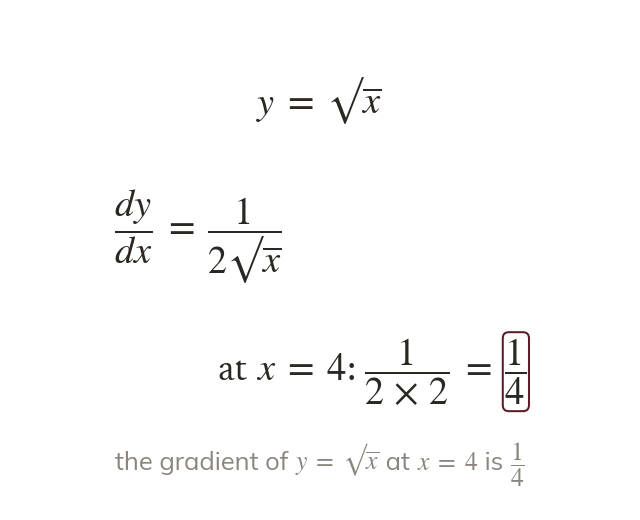 y = √x
dy/dx = 1/(2√x)
at x = 4: 1/(2 × 2) = 1/4
the gradient of y = √x at x = 4 is 1/4